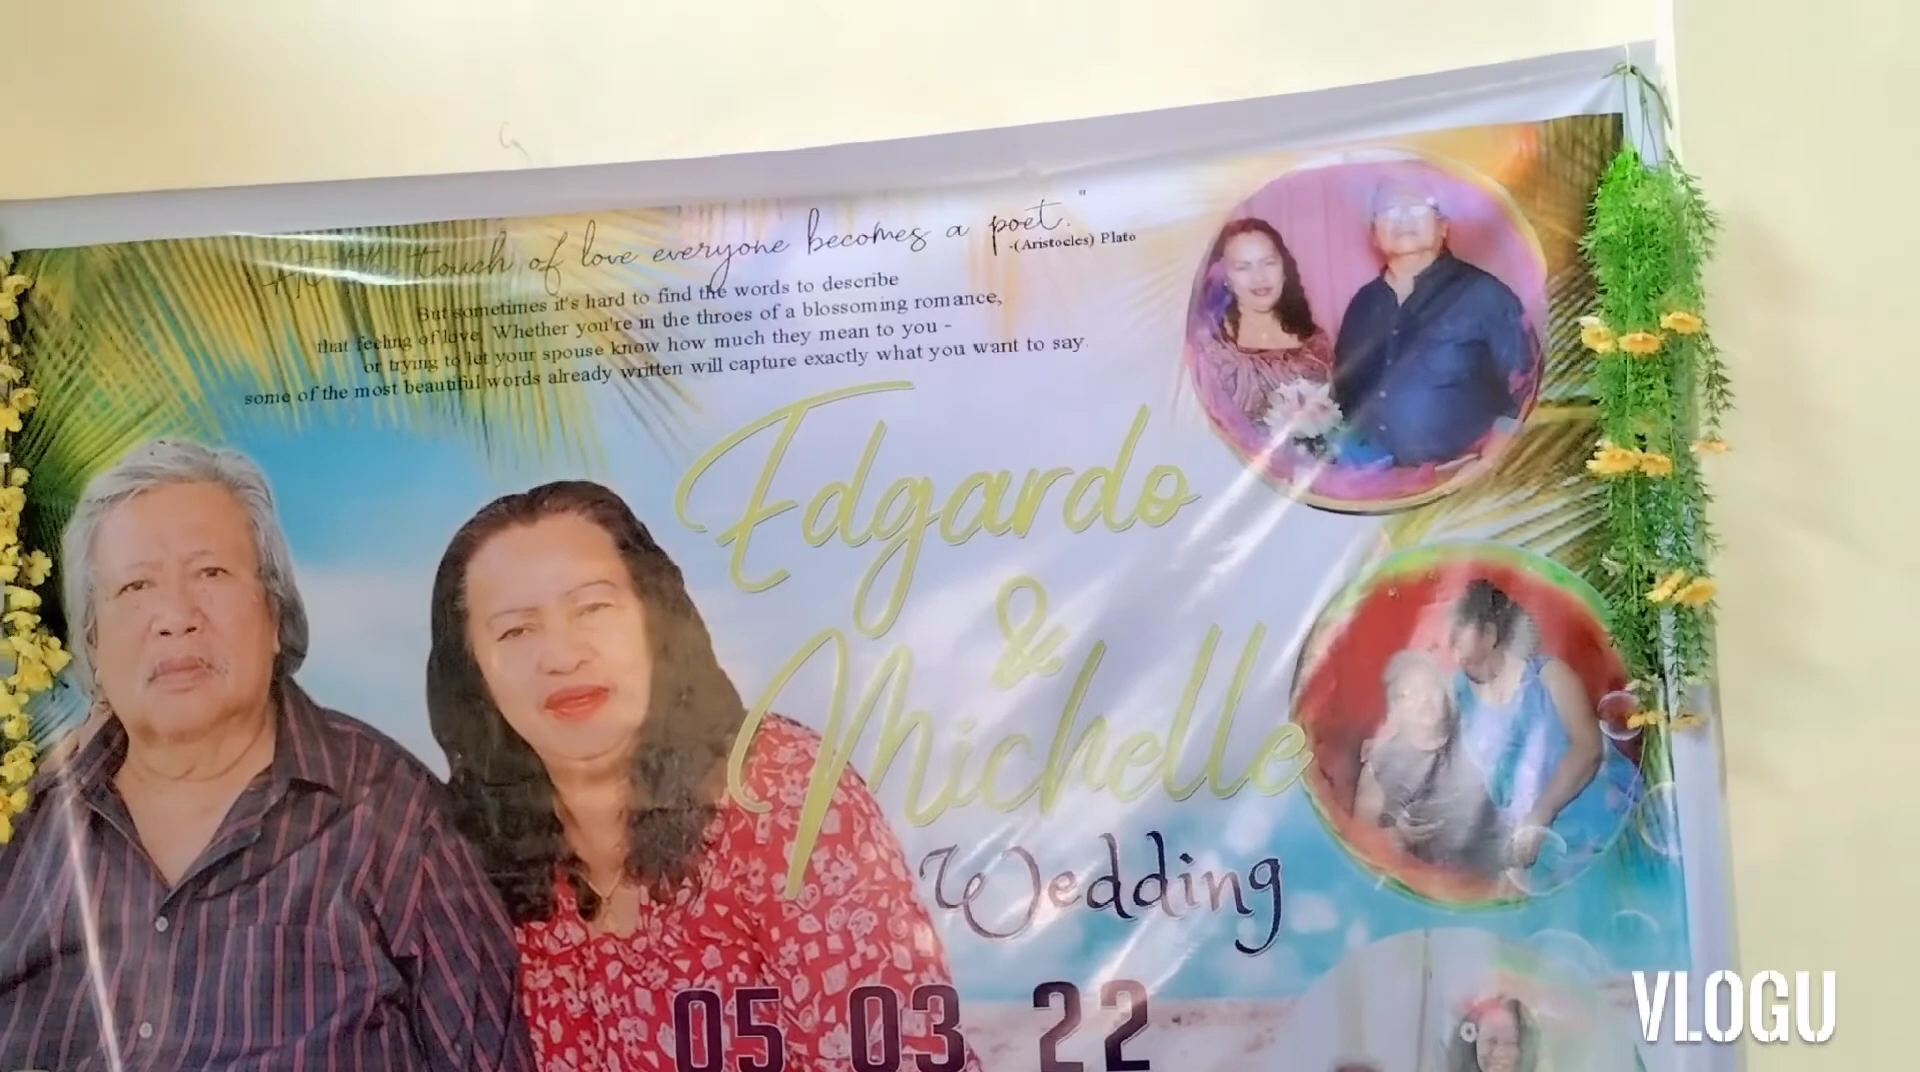 At the touch of love everyone becomes a poet."
-(Aristocles) Plato
But sometimes it's hard to find the words to describe
that feeling of love. Whether you're in the throes of a blossoming romance,
or trying to let your spouse know how much they mean to you -
some of the most beautiful words already written will capture exactly what you want to say.
Edgardo
&
Michelle
Wedding
05 03 22
VLOGU